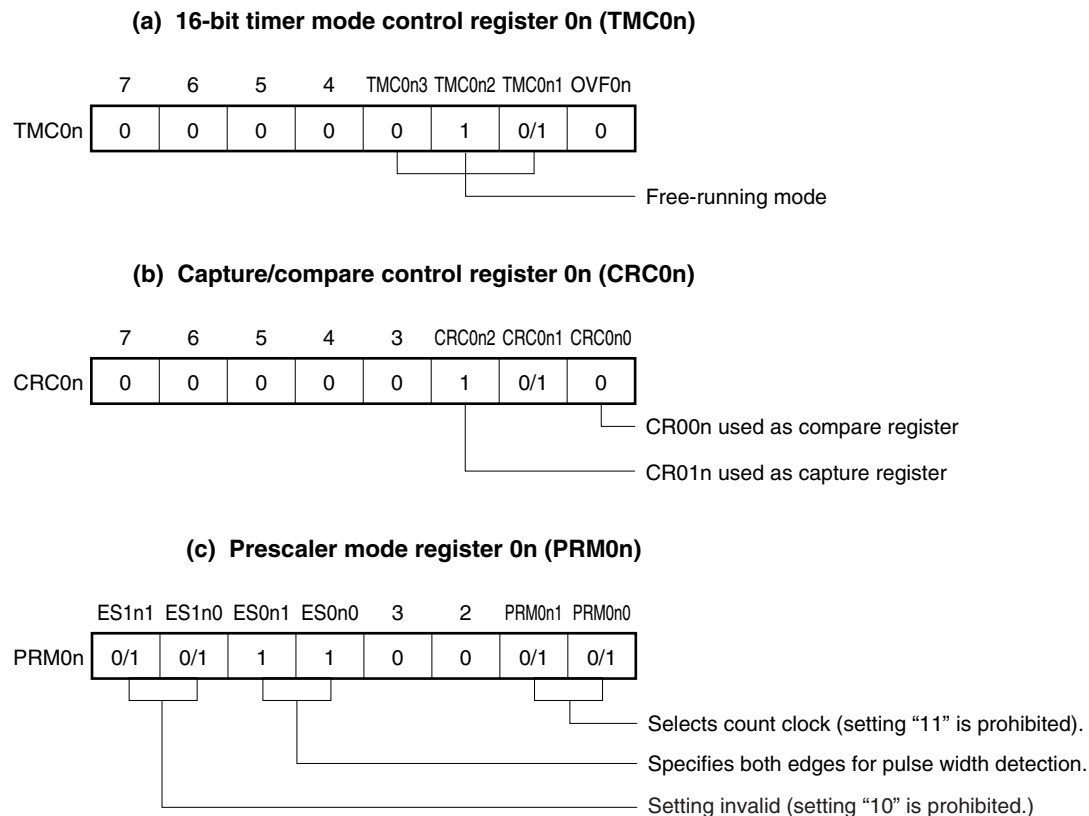 (a) 16-bit timer mode control register 0n (TMC0n)
7 6 5 4 TMC0n3 TMC0n2 TMC0n1 OVF0n
TMC0n 0 0 0 0 0 1 0/1 0
Free-running mode
(b) Capture/compare control register 0n (CRC0n)
7 6 5 4 3 CRC0n2 CRC0n1 CRC0n0
CRC0n 0 0 0 0 0 1 0/1 0
CR00n used as compare register
CR01n used as capture register
(c) Prescaler mode register 0n (PRM0n)
ES1n1 ES1n0 ES0n1 ES0n0 3 2 PRM0n1 PRM0n0
PRM0n 0/1 0/1 1 1 0 0 0/1 0/1
Selects count clock (setting “11” is prohibited).
Specifies both edges for pulse width detection.
Setting invalid (setting “10” is prohibited.)